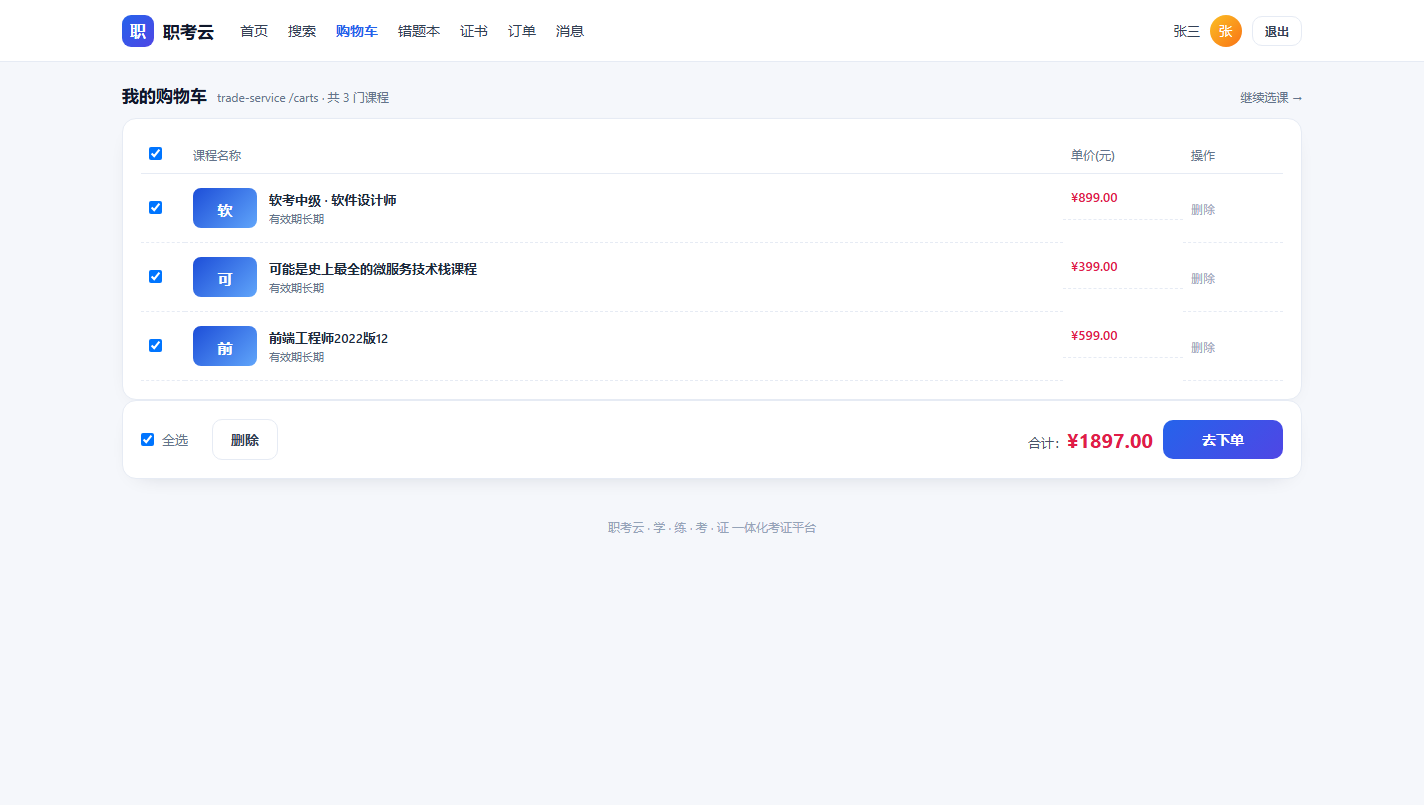 职 职考云 首页 搜索 购物车 错题本 证书 订单 消息 张三 张 退出
我的购物车 trade-service /carts · 共 3 门课程 继续选课 →
课程名称 单价(元) 操作
软 软考中级 · 软件设计师 ¥899.00 删除
有效期长期
可 可能是史上最全的微服务技术栈课程 ¥399.00 删除
有效期长期
前 前端工程师2022版12 ¥599.00 删除
有效期长期
全选 删除 合计: ¥1897.00 去下单
职考云 · 学 · 练 · 考 · 证 一体化考证平台